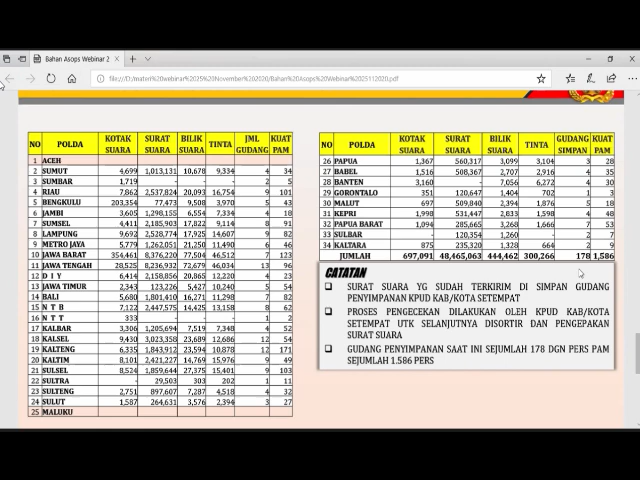 Bahan Asops Webinar 2
file:///D:/materi%20webinar%2025%20November%202020/Bahan%20Asops%20Webinar%2025112020.pdf
NO POLDA KOTAK SUARA SURAT SUARA BILIK SUARA TINTA JML GUDANG KUAT PAM
1 ACEH
2 SUMUT 4,699 1,013,131 10,678 9,334 4 34
3 SUMBAR 1,719 - - - 2 5
4 RIAU 7,862 2,537,824 20,093 16,754 9 101
5 BENGKULU 203,354 77,473 9,508 3,970 5 43
6 JAMBI 3,605 1,298,155 6,554 7,334 4 18
7 SUMSEL 4,411 2,185,903 17,822 9,114 8 91
8 LAMPUNG 9,692 2,528,774 17,925 14,607 9 82
9 METRO JAYA 5,779 1,262,051 21,250 11,490 6 46
10 JAWA BARAT 354,461 8,376,220 77,504 46,512 7 123
11 JAWA TENGAH 28,525 8,236,932 72,679 46,034 13 96
12 D I Y 6,414 2,158,856 20,865 12,220 4 23
13 JAWA TIMUR 2,343 123,510 6,854 1,320 4 54
14 BALI 5,680 1,801,410 16,271 11,298 7 82
15 N T B 7,122 2,447,575 14,425 13,158 8 62
16 N T T 333 - - - 1 2
17 KALBAR 3,306 1,205,694 7,519 7,348 4 52
18 KALSEL 9,430 3,023,358 23,689 12,686 12 54
19 KALTENG 6,335 1,843,912 23,594 10,878 12 171
20 KALTIM 8,101 2,421,227 14,769 15,976 9 49
21 SULSEL 8,524 1,859,644 27,375 15,401 9 103
22 SULTRA - 29,503 303 202 1 11
23 SULTENG 2,751 897,607 7,287 4,518 4 32
24 SULUT 1,587 264,631 3,576 2,394 3 27
25 MALUKU
NO POLDA KOTAK SUARA SURAT SUARA BILIK SUARA TINTA GUDANG SIMPAN KUAT PAM
26 PAPUA 1,367 560,317 3,099 3,104 3 28
27 BABEL 1,516 508,367 2,707 2,916 4 35
28 BANTEN 3,160 - 7,056 6,272 4 30
29 GORONTALO 351 120,647 1,404 702 1 3
30 MALUT 697 509,840 2,394 1,876 5 18
31 KEPRI 1,998 531,447 2,833 1,598 4 48
32 PAPUA BARAT 1,094 285,665 3,268 1,666 7 53
33 SULBAR - 120,354 1,260 - 2 7
34 KALTARA 875 235,320 1,328 664 2 9
JUMLAH 697,091 48,465,063 444,462 300,266 178 1,586
CATATAN
SURAT SUARA YG SUDAH TERKIRIM DI SIMPAN GUDANG
PENYIMPANAN KPUD KAB/KOTA SETEMPAT
PROSES PENGECEKAN DILAKUKAN OLEH KPUD KAB/KOTA
SETEMPAT UTK SELANJUTNYA DISORTIR DAN PENGEPAKAN
SURAT SUARA
GUDANG PENYIMPANAN SAAT INI SEJUMLAH 178 DGN PERS PAM
SEJUMLAH 1.586 PERS